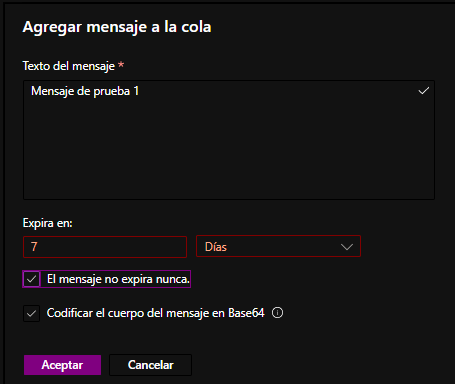 Agregar mensaje a la cola
Texto del mensaje *
Mensaje de prueba 1
Expira en:
7 Días
El mensaje no expira nunca.
Codificar el cuerpo del mensaje en Base64
Aceptar Cancelar